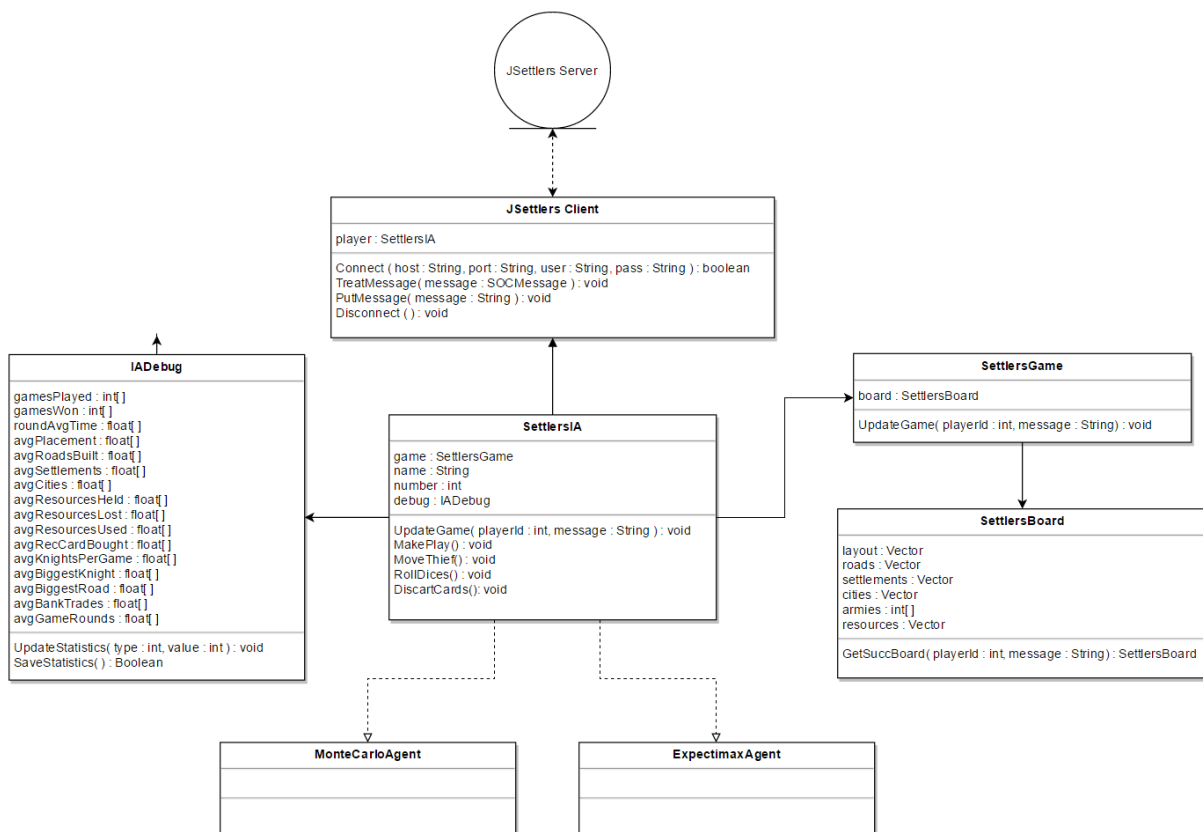 JSettlers Server
JSettlers Client
player : SettlersIA
Connect ( host : String, port : String, user : String, pass : String ) : boolean
TreatMessage( message : SOCMessage ) : void
PutMessage( message : String ) : void
Disconnect ( ) : void
IADebug
gamesPlayed : int[ ]
gamesWon : int[ ]
roundAvgTime : float[ ]
avgPlacement : float[ ]
avgRoadsBuilt : float[ ]
avgSettlements : float[ ]
avgCities : float[ ]
avgResourcesHeld : float[ ]
avgResourcesLost : float[ ]
avgResourcesUsed : float[ ]
avgRecCardBought : float[ ]
avgKnightsPerGame : float[ ]
avgBiggestKnight : float[ ]
avgBiggestRoad : float[ ]
avgBankTrades : float[ ]
avgGameRounds : float[ ]
UpdateStatistics( type : int, value : int ) : void
SaveStatistics( ) : Boolean
SettlersIA
game : SettlersGame
name : String
number : int
debug : IADebug
UpdateGame( playerId : int, message : String ) : void
MakePlay() : void
MoveThief() : void
RollDices() : void
DiscartCards(): void
SettlersGame
board : SettlersBoard
UpdateGame( playerId : int, message : String) : void
SettlersBoard
layout : Vector
roads : Vector
settlements : Vector
cities : Vector
armies : int[ ]
resources : Vector
GetSuccBoard( playerId : int, message : String) : SettlersBoard
MonteCarloAgent
ExpectimaxAgent